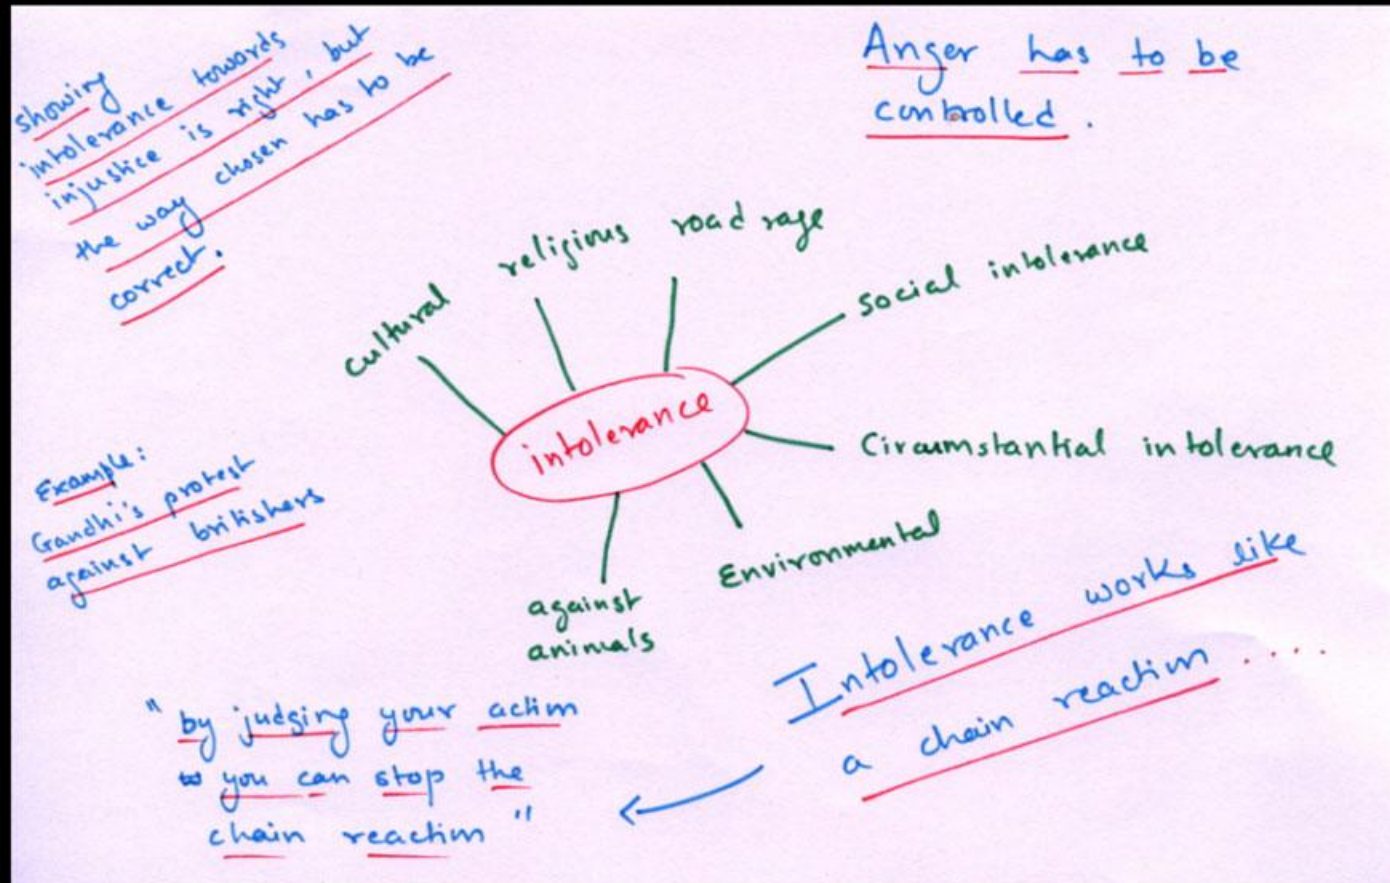 showing
intolerance towards
injustice is right, but
the way chosen has to be
correct.
Anger has to be
controlled.
cultural
religious
road rage
social intolerance
intolerance
Circumstantial intolerance
Environmental
against
animals
Example:
Gandhi's protest
against britishers
Intolerance works like
a chain reaction ....
" by judging your action
you can stop the
chain reaction "